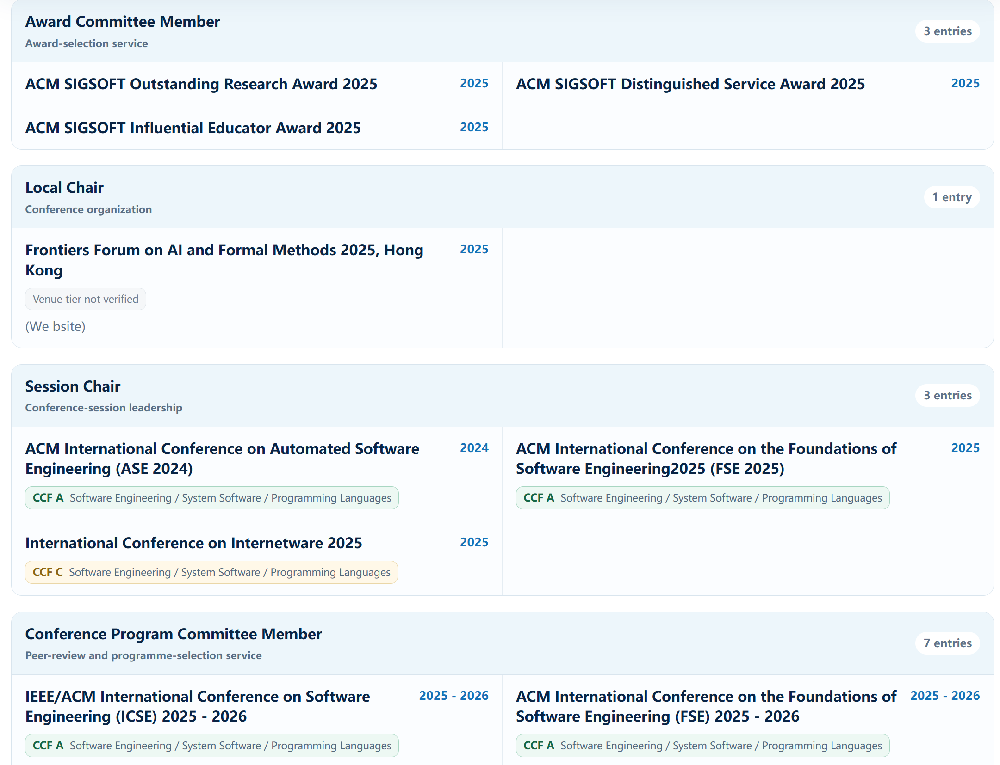 Award Committee Member
Award-selection service
3 entries
ACM SIGSOFT Outstanding Research Award 2025
2025
ACM SIGSOFT Distinguished Service Award 2025
2025
ACM SIGSOFT Influential Educator Award 2025
2025
Local Chair
Conference organization
1 entry
Frontiers Forum on AI and Formal Methods 2025, Hong
Kong
2025
Venue tier not verified
(We bsite)
Session Chair
Conference-session leadership
3 entries
ACM International Conference on Automated Software
Engineering (ASE 2024)
2024
CCF A Software Engineering / System Software / Programming Languages
ACM International Conference on the Foundations of
Software Engineering2025 (FSE 2025)
2025
CCF A Software Engineering / System Software / Programming Languages
International Conference on Internetware 2025
2025
CCF C Software Engineering / System Software / Programming Languages
Conference Program Committee Member
Peer-review and programme-selection service
7 entries
IEEE/ACM International Conference on Software
Engineering (ICSE) 2025 - 2026
2025 - 2026
CCF A Software Engineering / System Software / Programming Languages
ACM International Conference on the Foundations of
Software Engineering (FSE) 2025 - 2026
2025 - 2026
CCF A Software Engineering / System Software / Programming Languages